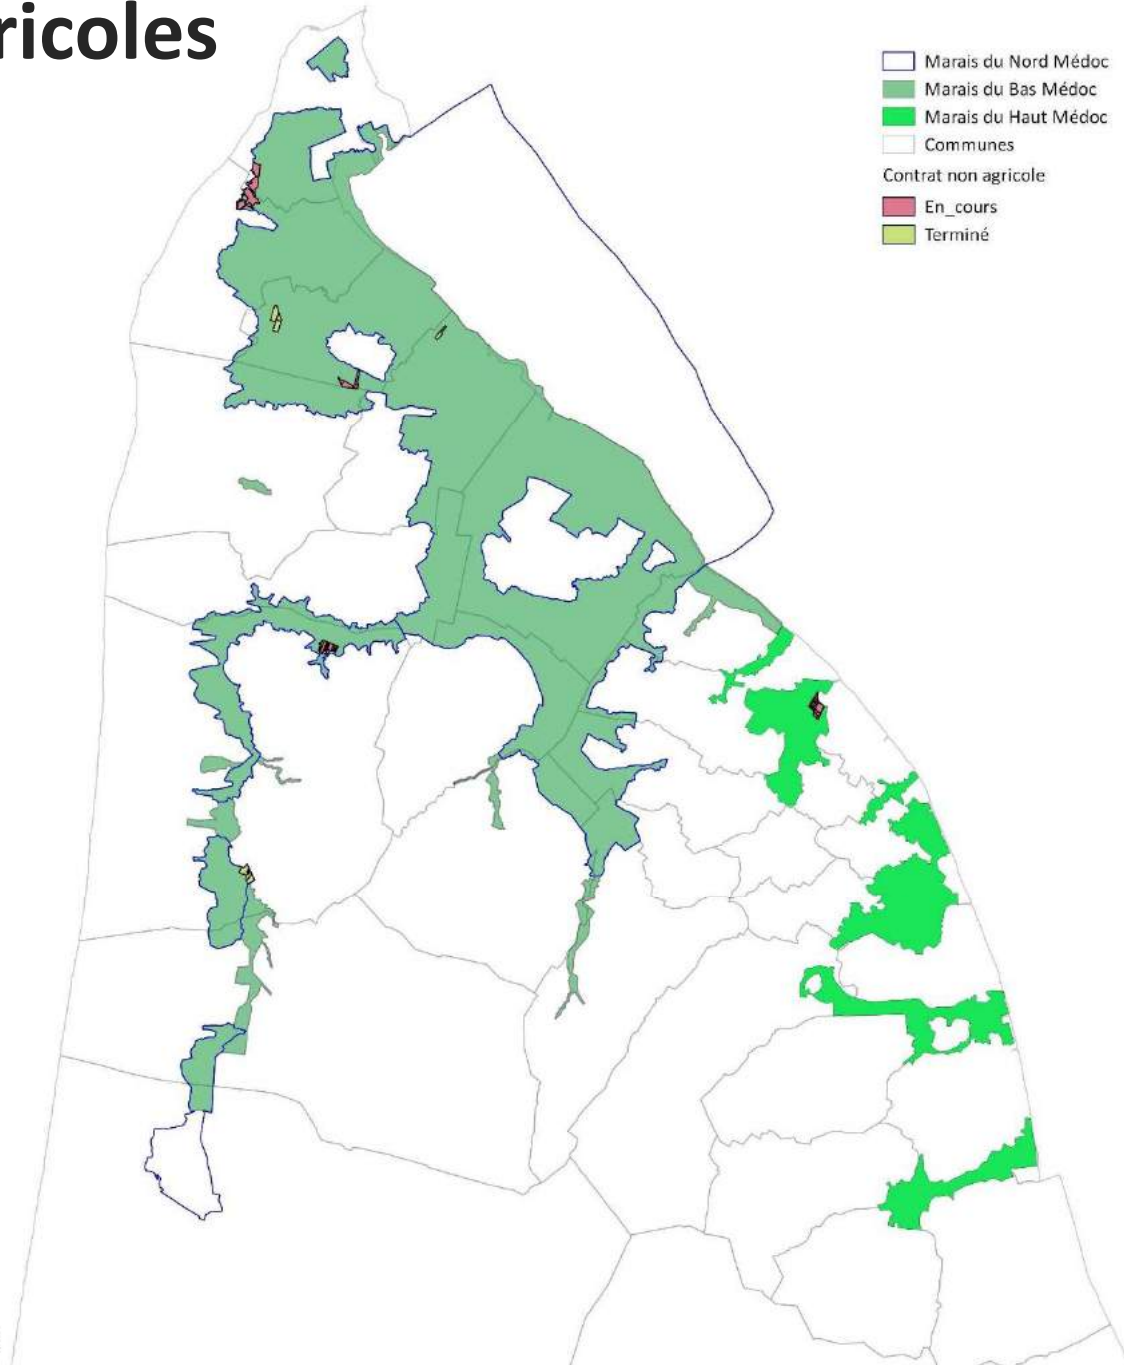 ricoles
Marais du Nord Médoc
Marais du Bas Médoc
Marais du Haut Médoc
Communes
Contrat non agricole
En_cours
Terminé